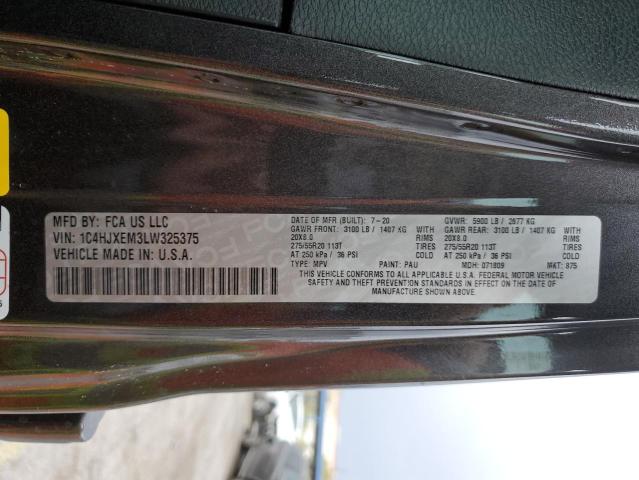 MFD BY: FCA US LLC
VIN: 1C4HJXEM3LW325375
VEHICLE MADE IN: U.S.A.
DATE OF MFR (BUILT): 7-20 GVWR: 5900 LB / 2677 KG
GAWR FRONT: 3100 LB / 1407 KG GAWR REAR: 3100 LB / 1407 KG
20X8.0 RIMS 20X8.0 RIMS
275/55R20 113T TIRES 275/55R20 113T TIRES
AT 250 kPa / 36 PSI COLD AT 250 kPa / 36 PSI COLD
TYPE: MPV PAINT: PAU MDH: 071809 MKT: 875
THIS VEHICLE CONFORMS TO ALL APPLICABLE U.S.A. FEDERAL MOTOR VEHICLE
SAFETY AND THEFT PREVENTION STANDARDS IN EFFECT ON THE DATE OF
MANUFACTURE SHOWN ABOVE.